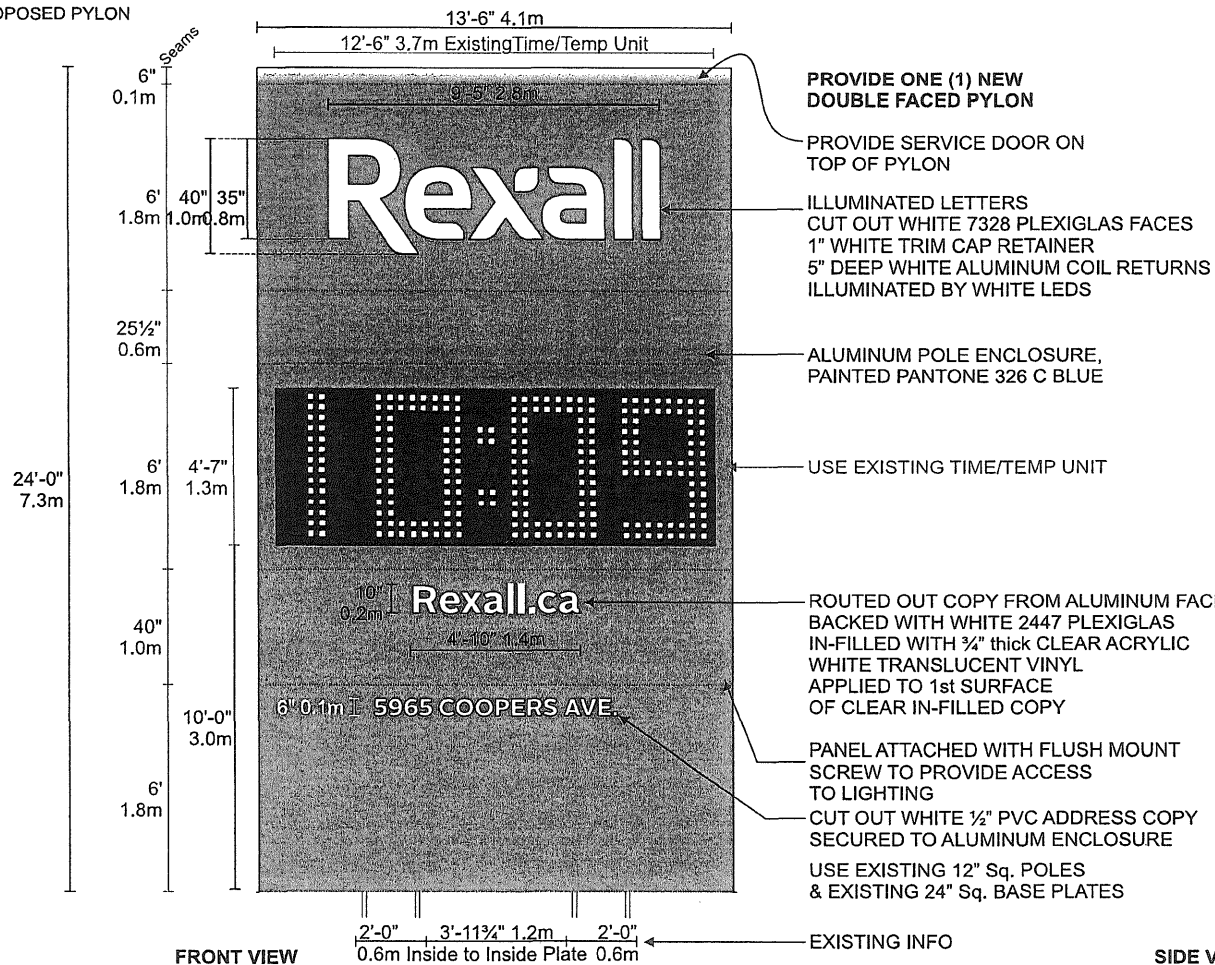 OPOSED PYLON
13'-6" 4.1m
12'-6" 3.7m ExistingTime/Temp Unit
Seams
6"
0.1m
9'-5" 2.8m
Rexall
40"
1.0m
35"
0.8m
6'
1.8m
25½"
0.6m
10:09
24'-0"
7.3m
6'
1.8m
4'-7"
1.3m
10"
0.2m
Rexall.ca
4'-10" 1.4m
40"
1.0m
6" 0.1m
5965 COOPERS AVE.
10'-0"
3.0m
6'
1.8m
2'-0" 3'-11¾" 1.2m 2'-0"
0.6m Inside to Inside Plate 0.6m
FRONT VIEW
PROVIDE ONE (1) NEW
DOUBLE FACED PYLON
PROVIDE SERVICE DOOR ON
TOP OF PYLON
ILLUMINATED LETTERS
CUT OUT WHITE 7328 PLEXIGLAS FACES
1" WHITE TRIM CAP RETAINER
5" DEEP WHITE ALUMINUM COIL RETURNS
ILLUMINATED BY WHITE LEDS
ALUMINUM POLE ENCLOSURE,
PAINTED PANTONE 326 C BLUE
USE EXISTING TIME/TEMP UNIT
ROUTED OUT COPY FROM ALUMINUM FAC
BACKED WITH WHITE 2447 PLEXIGLAS
IN-FILLED WITH ¾" thick CLEAR ACRYLIC
WHITE TRANSLUCENT VINYL
APPLIED TO 1st SURFACE
OF CLEAR IN-FILLED COPY
PANEL ATTACHED WITH FLUSH MOUNT
SCREW TO PROVIDE ACCESS
TO LIGHTING
CUT OUT WHITE ½" PVC ADDRESS COPY
SECURED TO ALUMINUM ENCLOSURE
USE EXISTING 12" Sq. POLES
& EXISTING 24" Sq. BASE PLATES
EXISTING INFO
SIDE V